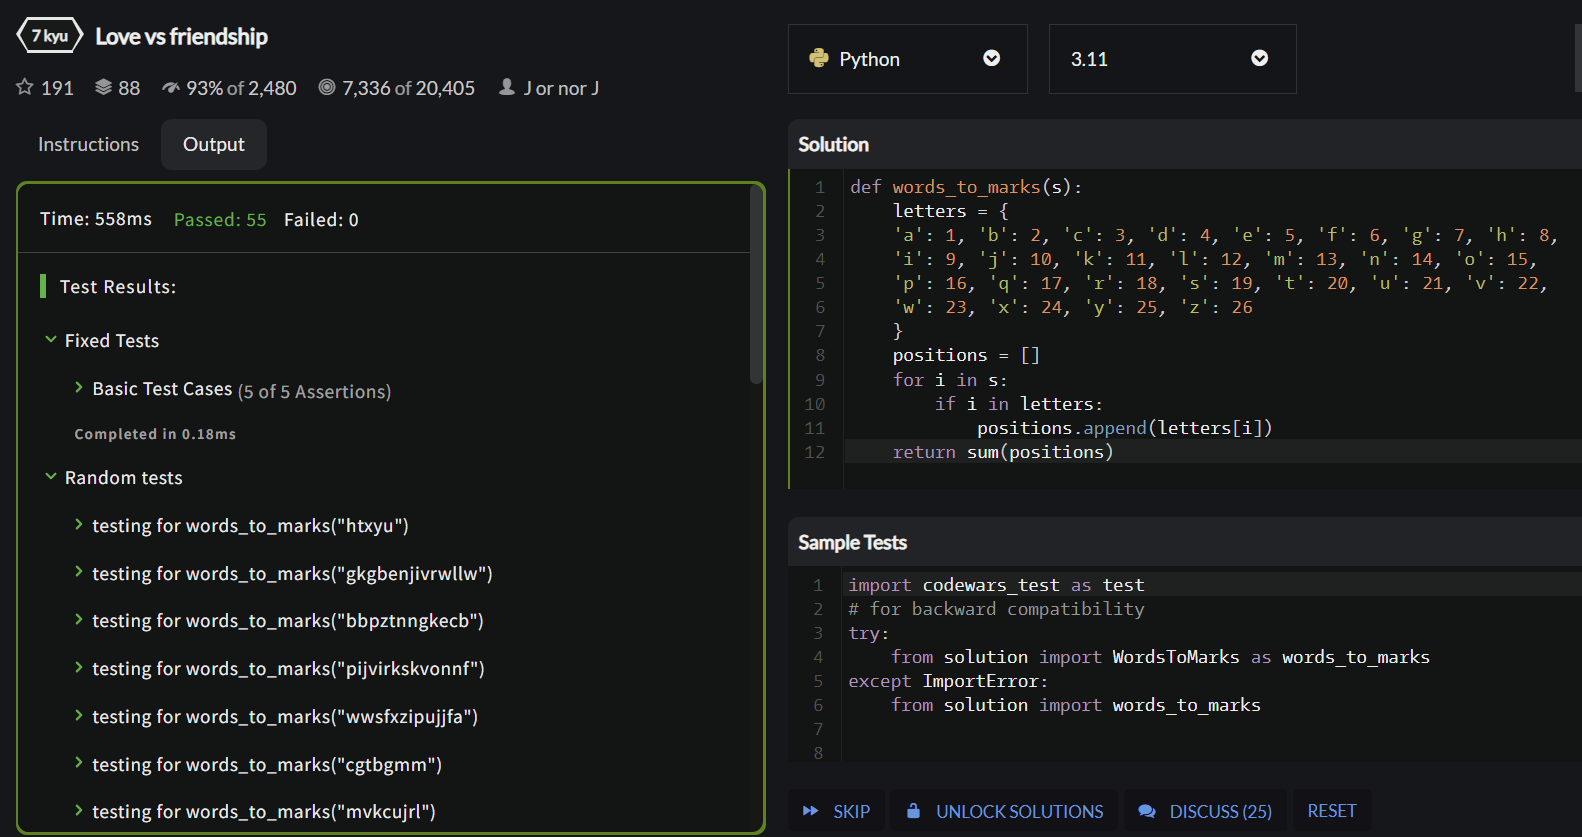 7 kyu Love vs friendship
191 88 93% of 2,480 7,336 of 20,405 J or nor J
Instructions Output
Time: 558ms Passed: 55 Failed: 0
Test Results:
Fixed Tests
Basic Test Cases (5 of 5 Assertions)
Completed in 0.18ms
Random tests
testing for words_to_marks("htxyu")
testing for words_to_marks("gkgbenjivrwllw")
testing for words_to_marks("bbpztnngkecb")
testing for words_to_marks("pijvirkskvonnf")
testing for words_to_marks("wwsfxzipujjfa")
testing for words_to_marks("cgtbgmm")
testing for words_to_marks("mvkcujrl")
Python 3.11
Solution
1 def words_to_marks(s):
2 letters = {
3 'a': 1, 'b': 2, 'c': 3, 'd': 4, 'e': 5, 'f': 6, 'g': 7, 'h': 8,
4 'i': 9, 'j': 10, 'k': 11, 'l': 12, 'm': 13, 'n': 14, 'o': 15,
5 'p': 16, 'q': 17, 'r': 18, 's': 19, 't': 20, 'u': 21, 'v': 22,
6 'w': 23, 'x': 24, 'y': 25, 'z': 26
7 }
8 positions = []
9 for i in s:
10 if i in letters:
11 positions.append(letters[i])
12 return sum(positions)
Sample Tests
1 import codewars_test as test
2 # for backward compatibility
3 try:
4 from solution import WordsToMarks as words_to_marks
5 except ImportError:
6 from solution import words_to_marks
7
8
SKIP UNLOCK SOLUTIONS DISCUSS (25) RESET